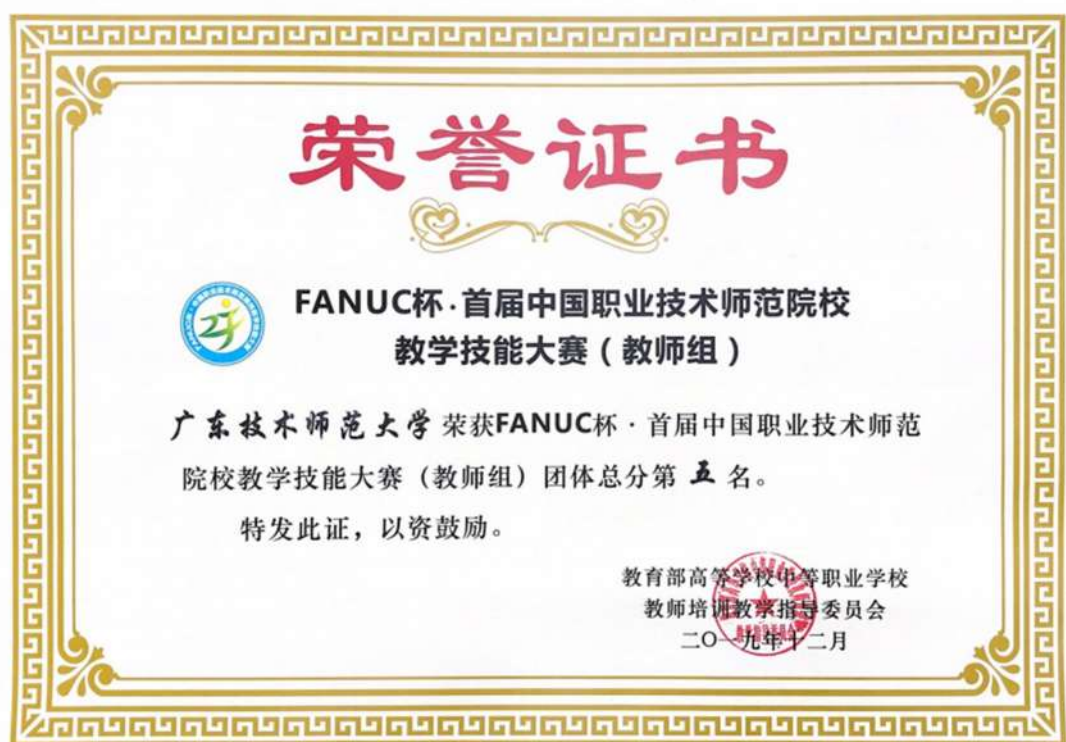 荣誉证书
FANUC杯·首届中国职业技术师范院校
教学技能大赛（教师组）
广东技术师范大学 荣获FANUC杯·首届中国职业技术师范
院校教学技能大赛（教师组）团体总分第 五 名。
特发此证，以资鼓励。
教育部高等学校中等职业学校
教师培训教学指导委员会
二〇一九年十二月